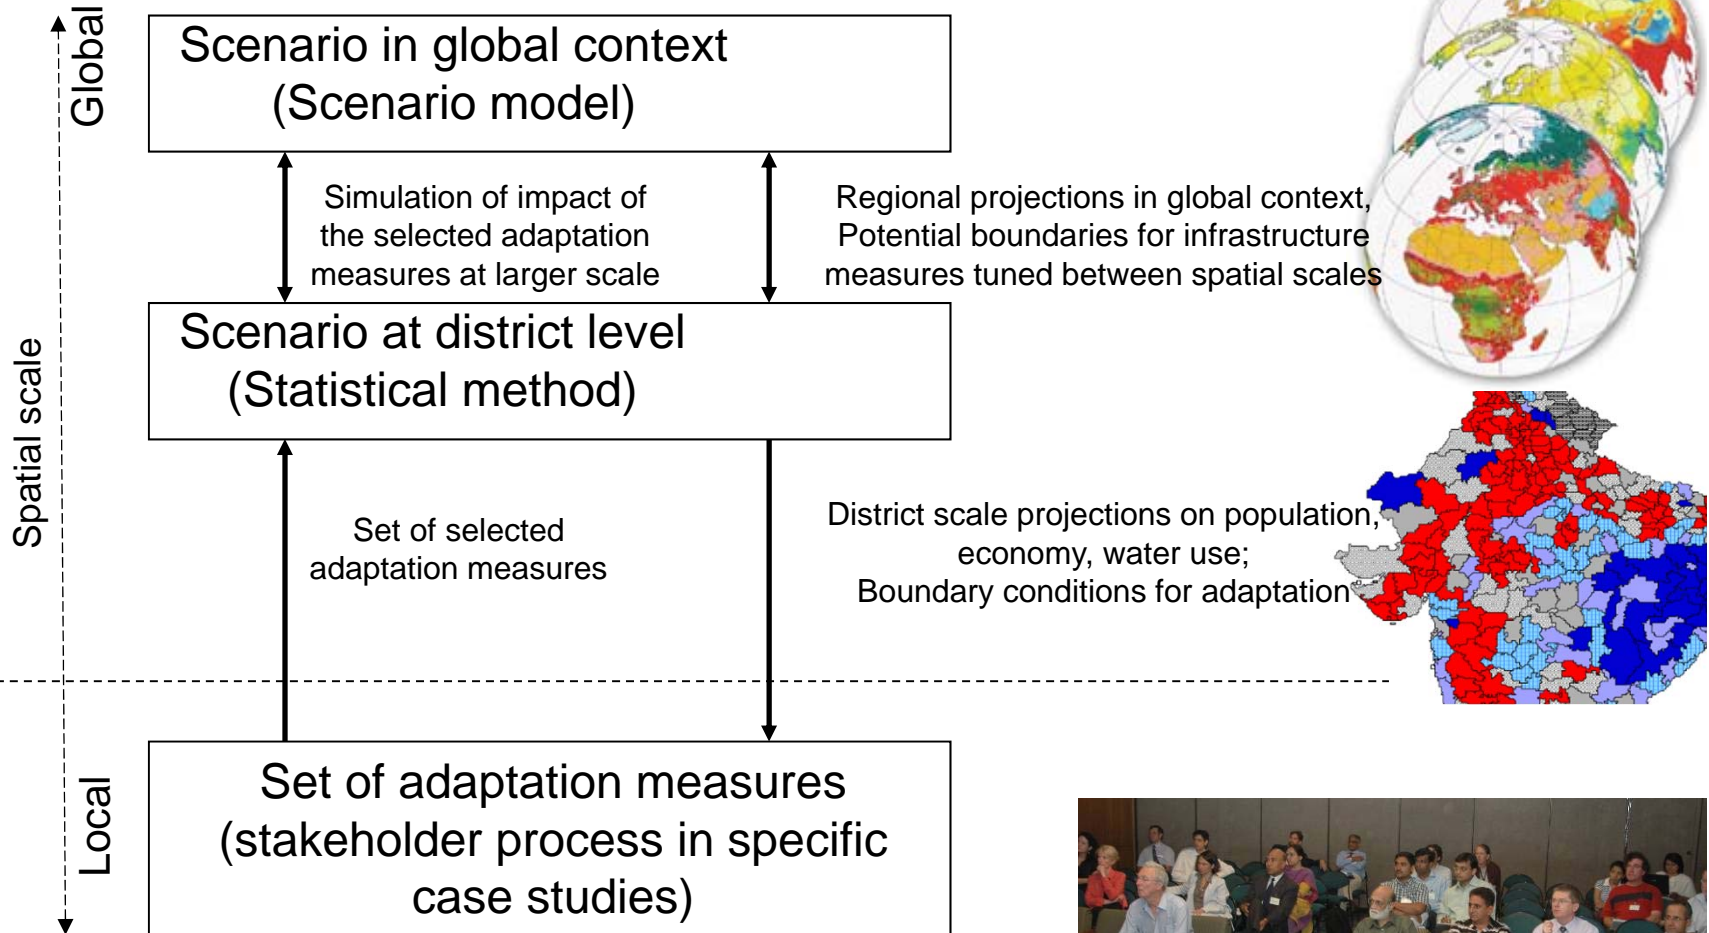 Global
Scenario in global context
(Scenario model)
Simulation of impact of
the selected adaptation
measures at larger scale
Regional projections in global context,
Potential boundaries for infrastructure
measures tuned between spatial scales
Spatial scale
Scenario at district level
(Statistical method)
Set of selected
adaptation measures
District scale projections on population,
economy, water use;
Boundary conditions for adaptation
Local
Set of adaptation measures
(stakeholder process in specific
case studies)